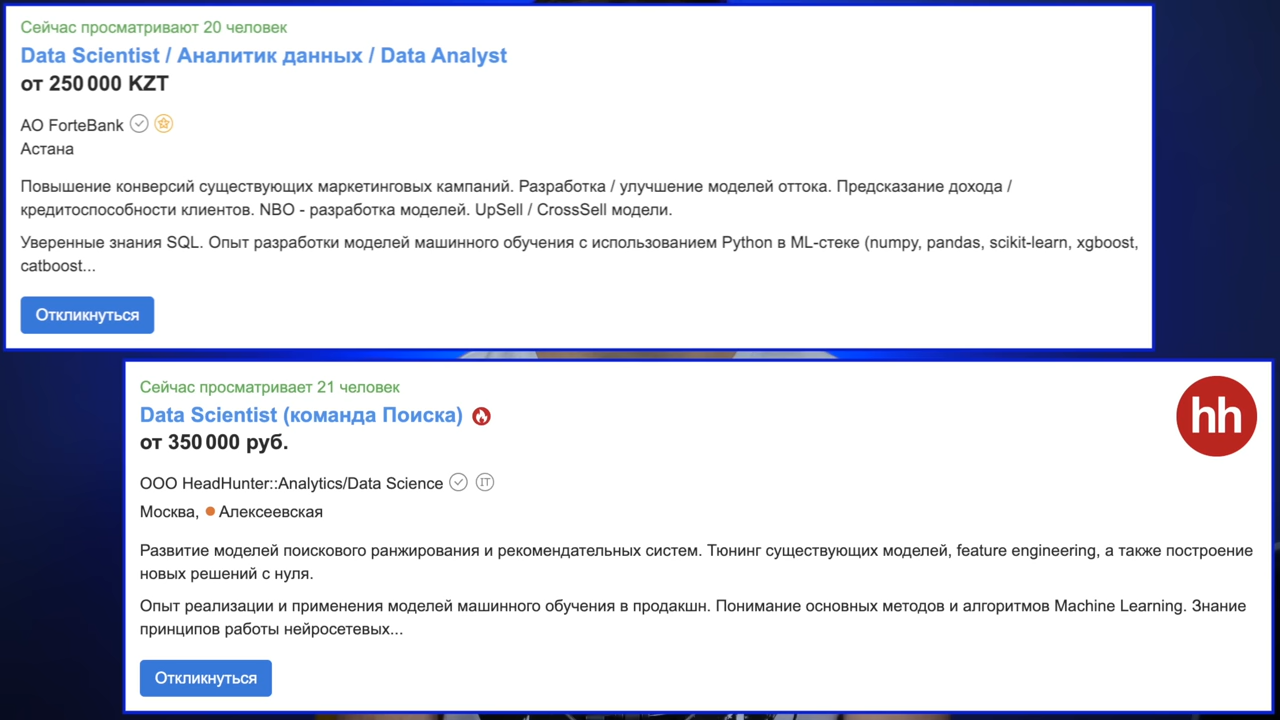 Сейчас просматривают 20 человек
Data Scientist / Аналитик данных / Data Analyst
от 250 000 KZT
АО ForteBank
Астана
Повышение конверсий существующих маркетинговых кампаний. Разработка / улучшение моделей оттока. Предсказание дохода /
кредитоспособности клиентов. NBO - разработка моделей. UpSell / CrossSell модели.
Уверенные знания SQL. Опыт разработки моделей машинного обучения с использованием Python в ML-стеке (numpy, pandas, scikit-learn, xgboost,
catboost...
Откликнуться
Сейчас просматривает 21 человек
Data Scientist (команда Поиска)
hh
от 350 000 руб.
ООО HeadHunter::Analytics/Data Science IT
Москва, Алексеевская
Развитие моделей поискового ранжирования и рекомендательных систем. Тюнинг существующих моделей, feature engineering, а также построение
новых решений с нуля.
Опыт реализации и применения моделей машинного обучения в продакшн. Понимание основных методов и алгоритмов Machine Learning. Знание
принципов работы нейросетевых...
Откликнуться